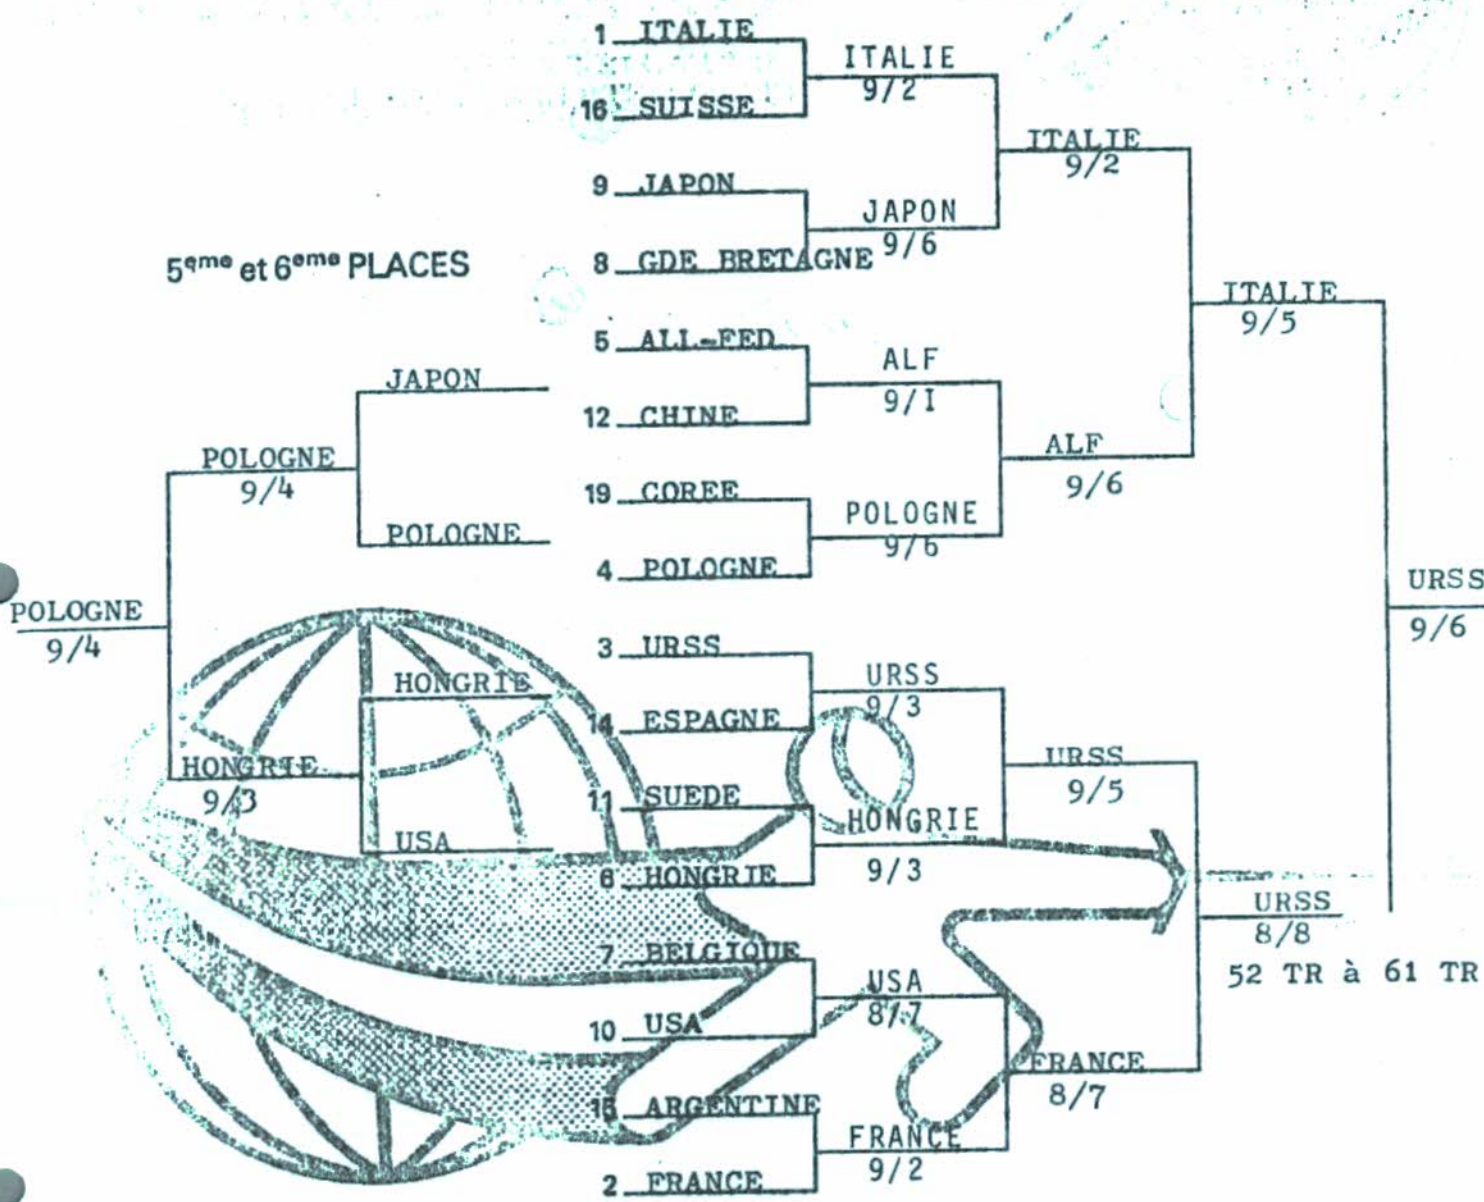 1 ITALIE
ITALIE
9/2
16 SUISSE
ITALIE
9/2
9 JAPON
JAPON
9/6
8 GDE BRETAGNE
5eme et 6eme PLACES
ITALIE
9/5
5 ALL-FED
ALF
9/I
12 CHINE
JAPON
POLOGNE
9/4
ALF
9/6
19 COREE
POLOGNE
9/6
POLOGNE
4 POLOGNE
POLOGNE
9/4
URSS
9/6
3 URSS
URSS
9/3
HONGRIE
14 ESPAGNE
HONGRIE
9/3
URSS
9/5
11 SUEDE
HONGRIE
9/3
USA
6 HONGRIE
URSS
8/8
52 TR à 61 TR
7 BELGIQUE
USA
8/7
10 USA
FRANCE
8/7
15 ARGENTINE
FRANCE
9/2
2 FRANCE